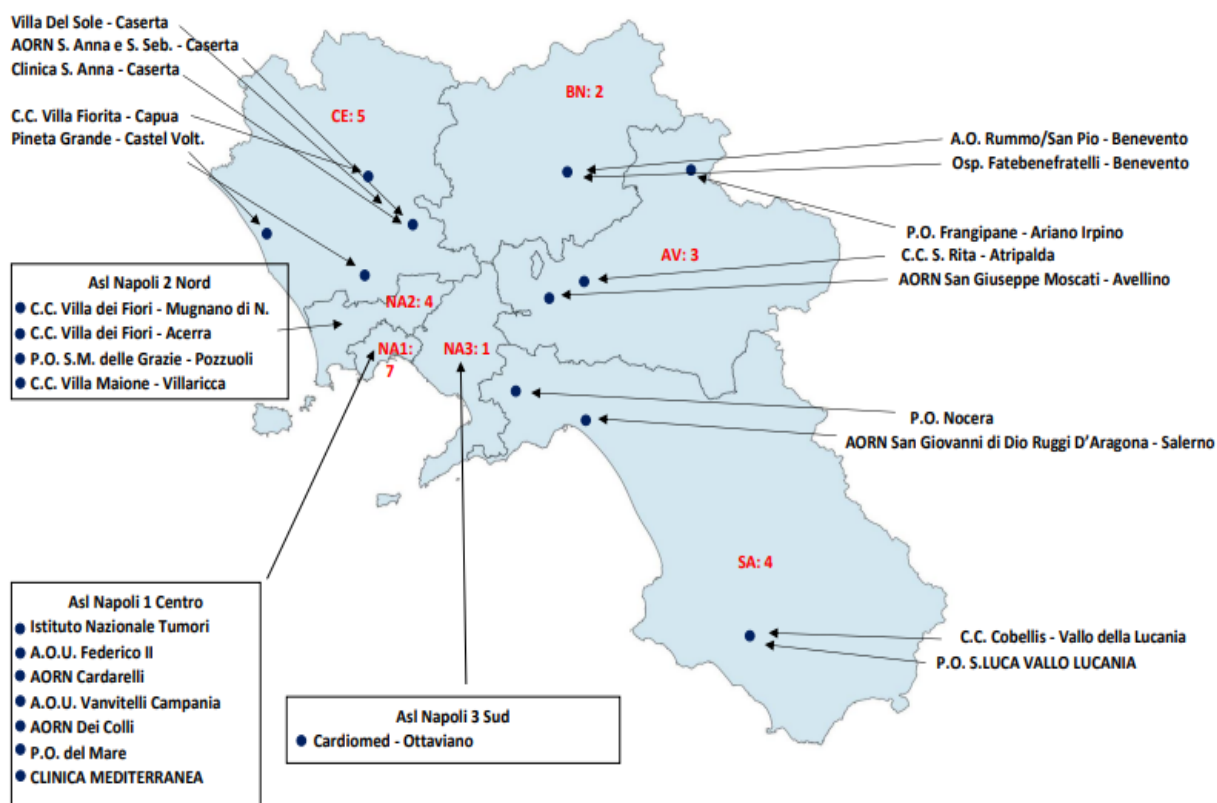 Villa Del Sole - Caserta
AORN S. Anna e S. Seb. - Caserta
Clinica S. Anna - Caserta
C.C. Villa Fiorita - Capua
Pineta Grande - Castel Volt.
CE: 5
BN: 2
A.O. Rummo/San Pio - Benevento
Osp. Fatebenefratelli - Benevento
P.O. Frangipane - Ariano Irpino
C.C. S. Rita - Atripalda
AORN San Giuseppe Moscati - Avellino
AV: 3
Asl Napoli 2 Nord
C.C. Villa dei Fiori - Mugnano di N.
C.C. Villa dei Fiori - Acerra
P.O. S.M. delle Grazie - Pozzuoli
C.C. Villa Maione - Villaricca
NA2: 4
NA1:
7
NA3: 1
P.O. Nocera
AORN San Giovanni di Dio Ruggi D’Aragona - Salerno
SA: 4
C.C. Cobellis - Vallo della Lucania
P.O. S.LUCA VALLO LUCANIA
Asl Napoli 1 Centro
Istituto Nazionale Tumori
A.O.U. Federico II
AORN Cardarelli
A.O.U. Vanvitelli Campania
AORN Dei Colli
P.O. del Mare
CLINICA MEDITERRANEA
Asl Napoli 3 Sud
Cardiomed - Ottaviano